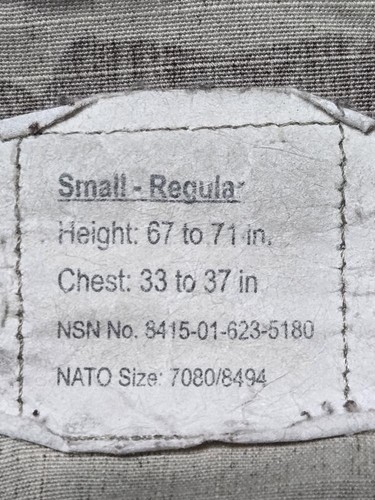 Small - Regular
Height: 67 to 71 in.
Chest: 33 to 37 in
NSN No. 8415-01-623-5180
NATO Size: 7080/8494